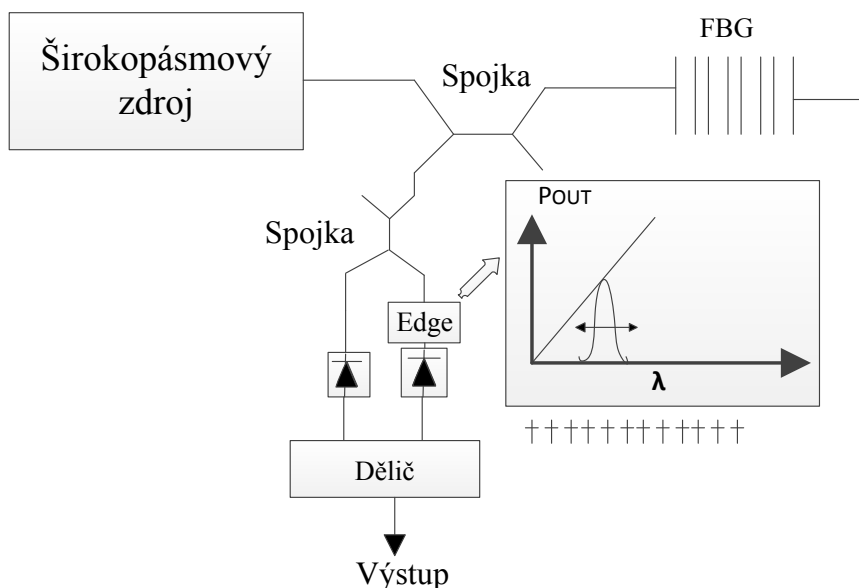 Širokopásmový
zdroj
Spojka
FBG
Spojka
Edge
POUT
λ
Dělič
Výstup